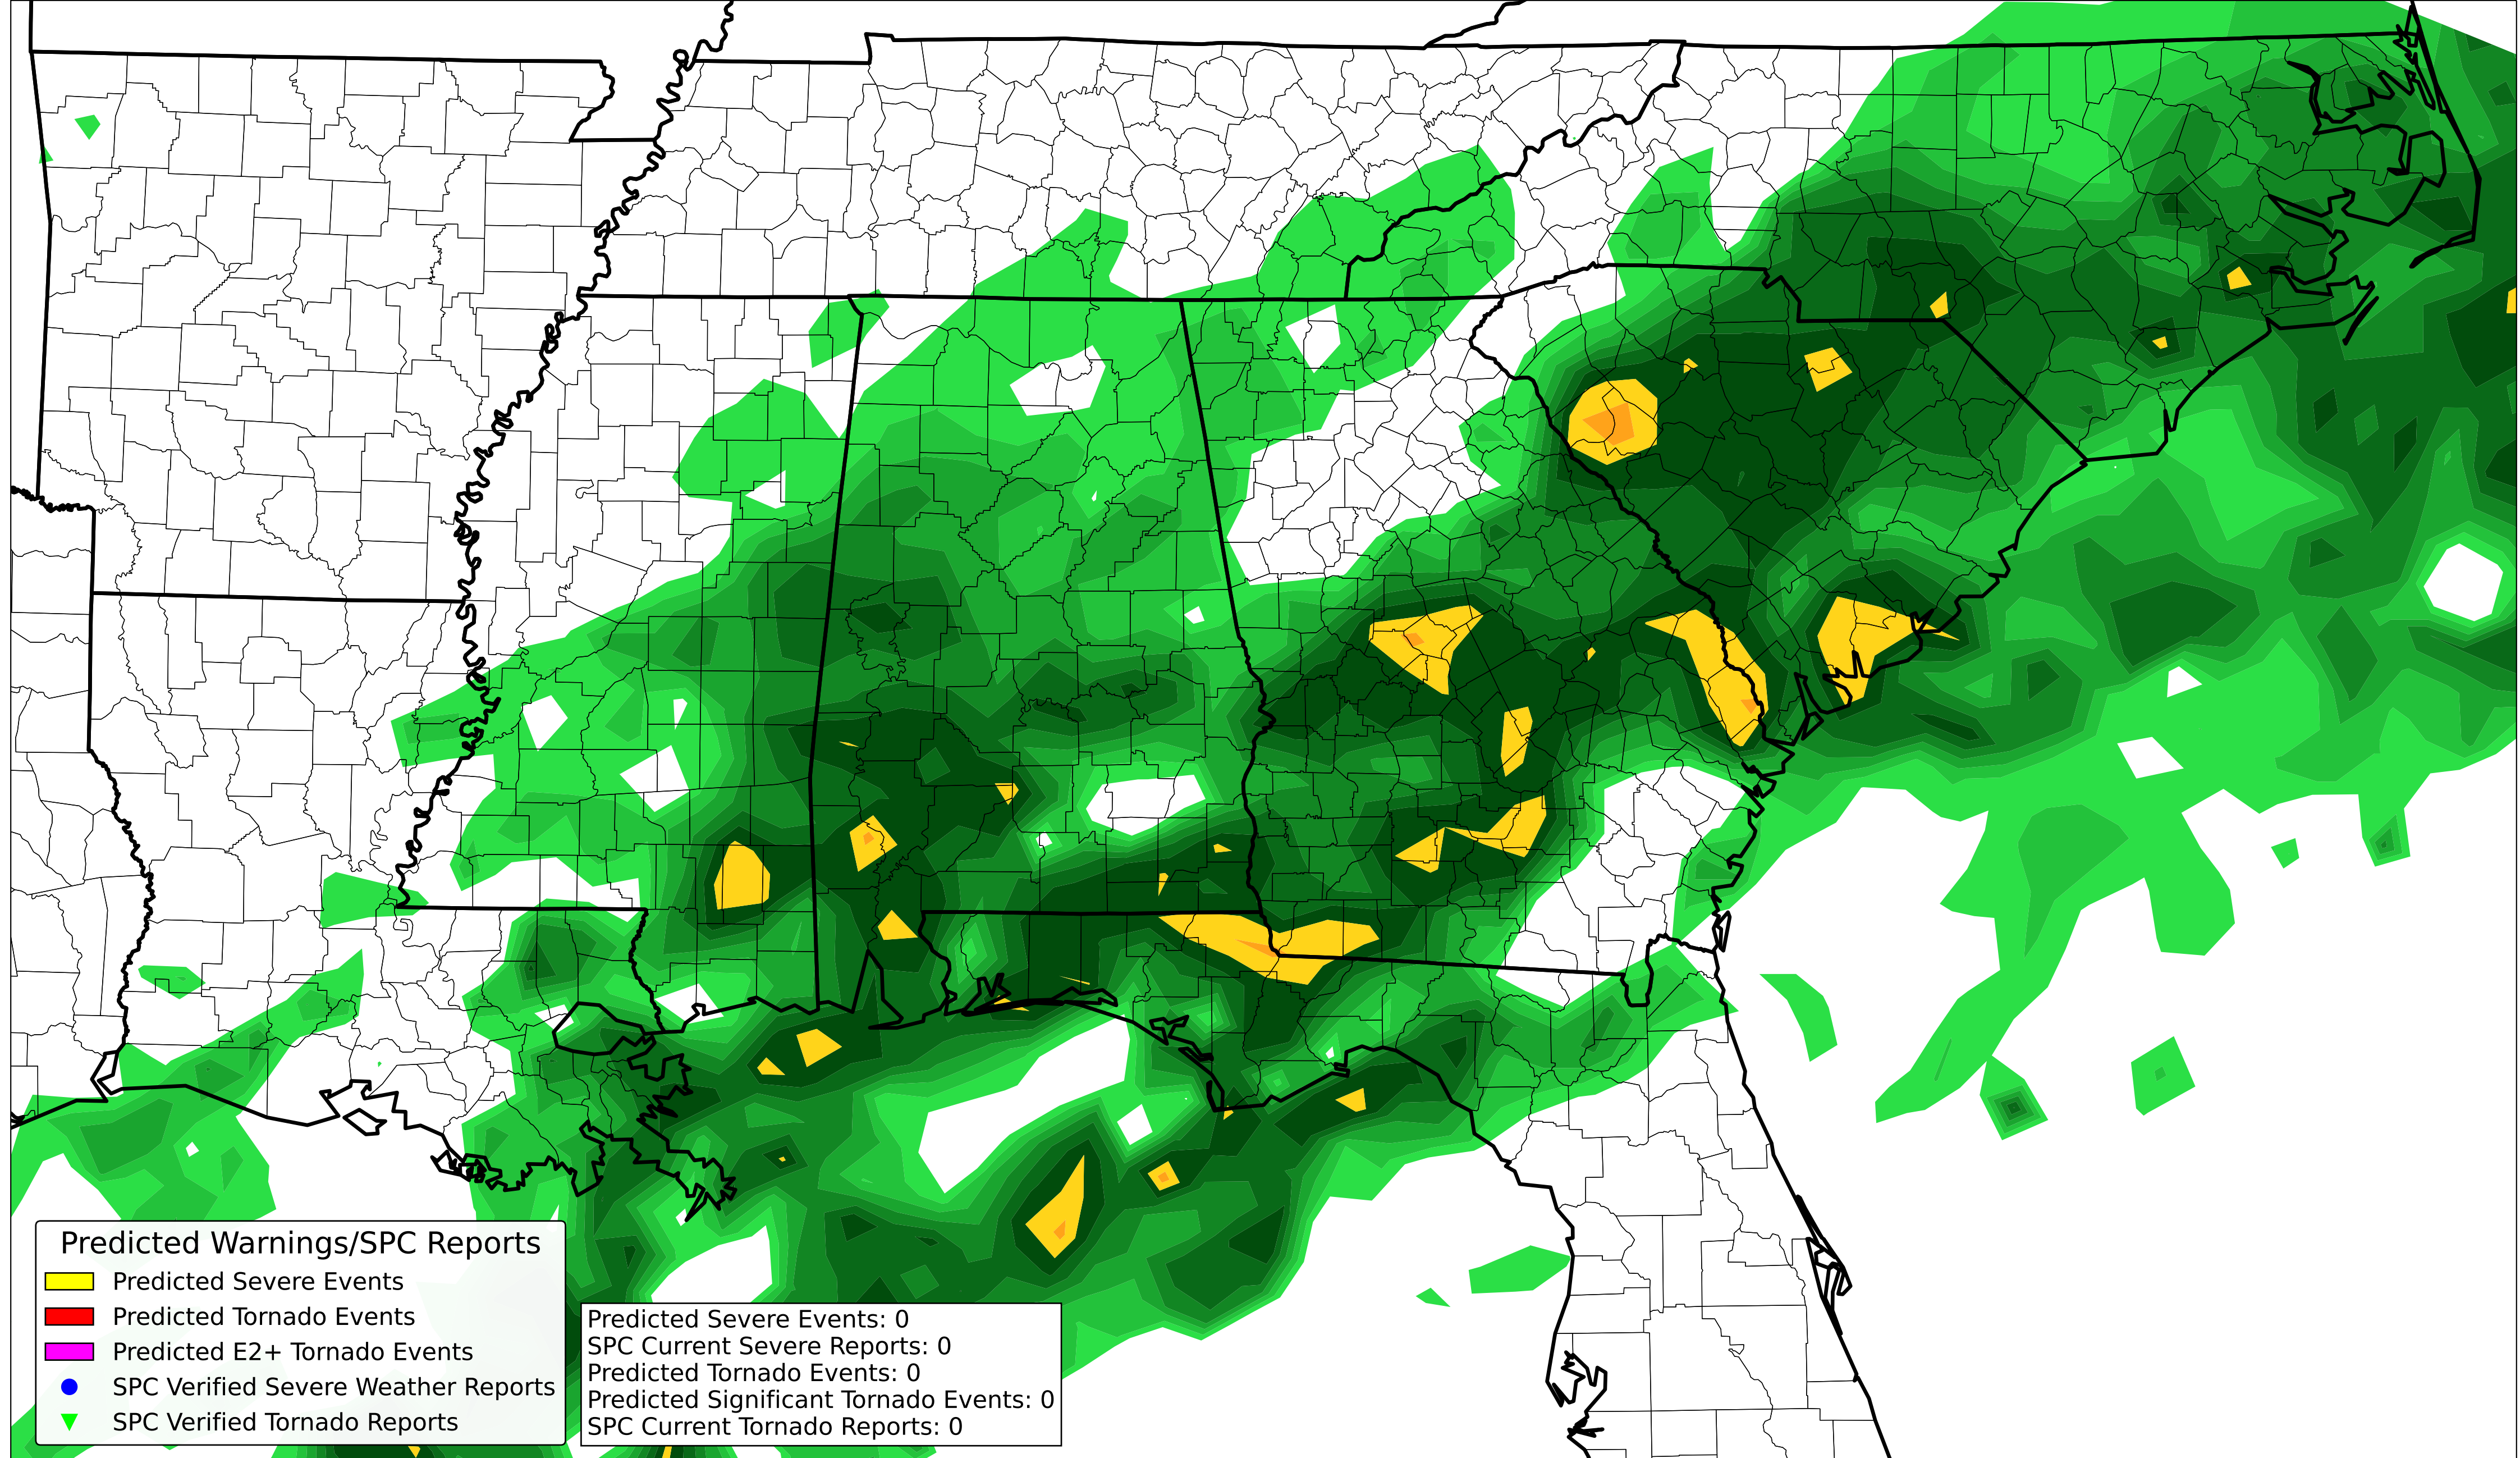 Predicted Warnings/SPC Reports
Predicted Severe Events
Predicted Tornado Events
Predicted E2+ Tornado Events
SPC Verified Severe Weather Reports
SPC Verified Tornado Reports
Predicted Severe Events: 0
SPC Current Severe Reports: 0
Predicted Tornado Events: 0
Predicted Significant Tornado Events: 0
SPC Current Tornado Reports: 0